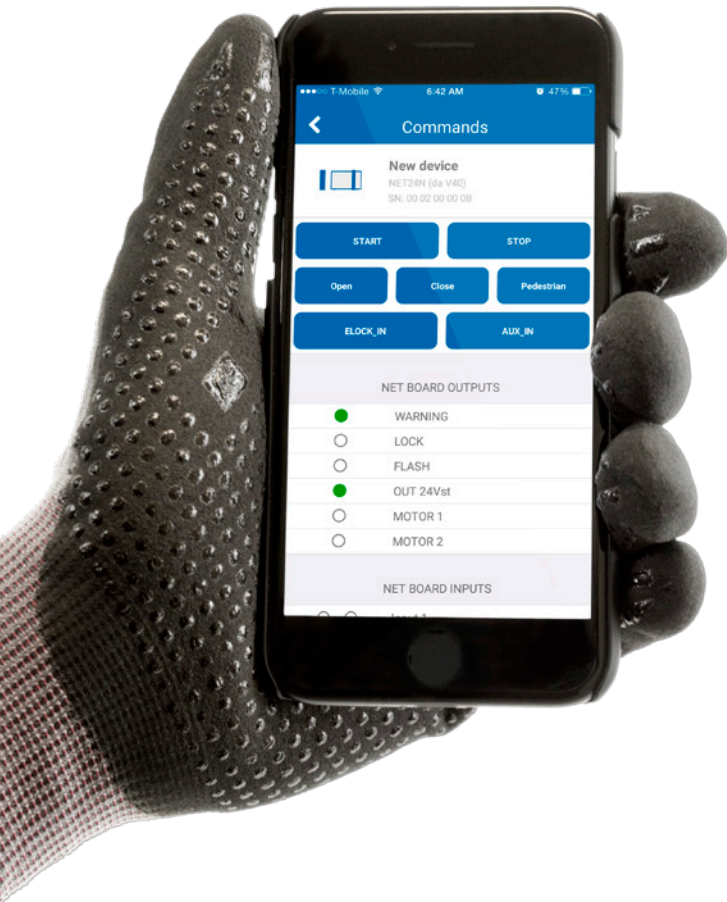 T-Mobile 6:42 AM 47%
Commands
New device
NET24N (da V40)
SN: 00 02 00 00 0B
START STOP
Open Close Pedestrian
ELOCK_IN AUX_IN
NET BOARD OUTPUTS
WARNING
LOCK
FLASH
OUT 24Vst
MOTOR 1
MOTOR 2
NET BOARD INPUTS